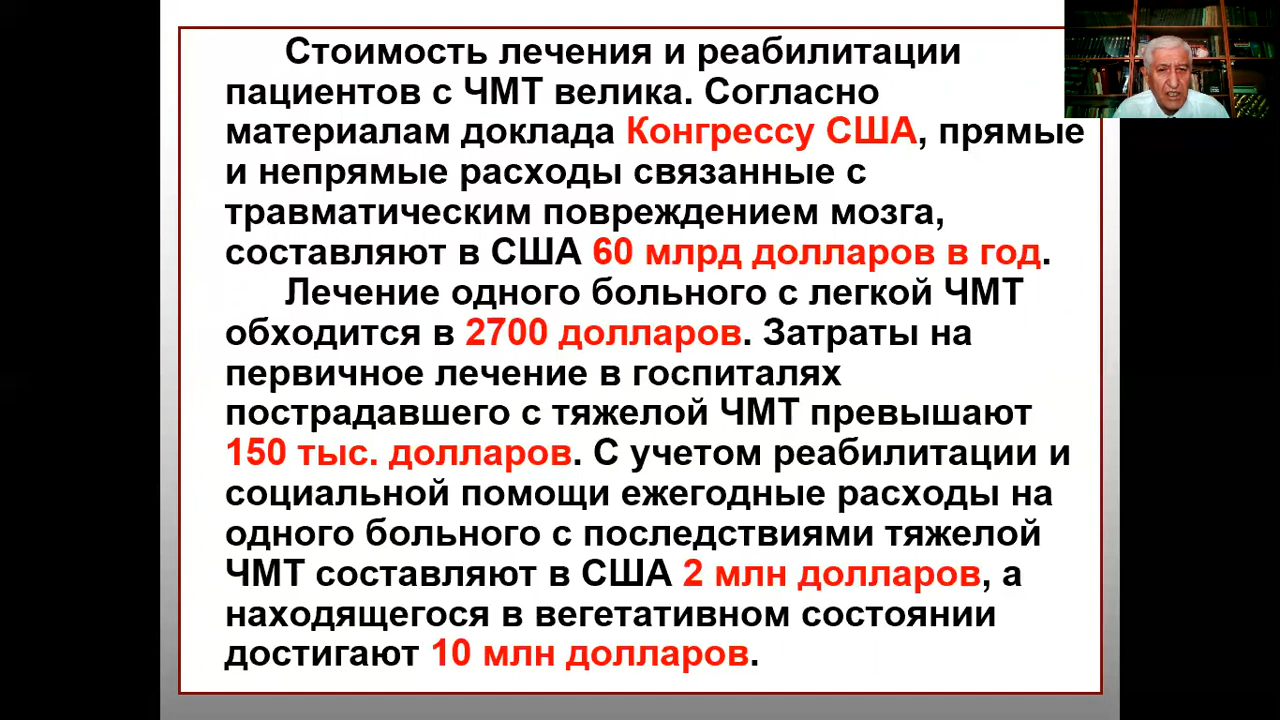 Стоимость лечения и реабилитации
пациентов с ЧМТ велика. Согласно
материалам доклада Конгрессу США, прямые
и непрямые расходы связанные с
травматическим повреждением мозга,
составляют в США 60 млрд долларов в год.
Лечение одного больного с легкой ЧМТ
обходится в 2700 долларов. Затраты на
первичное лечение в госпиталях
пострадавшего с тяжелой ЧМТ превышают
150 тыс. долларов. С учетом реабилитации и
социальной помощи ежегодные расходы на
одного больного с последствиями тяжелой
ЧМТ составляют в США 2 млн долларов, а
находящегося в вегетативном состоянии
достигают 10 млн долларов.